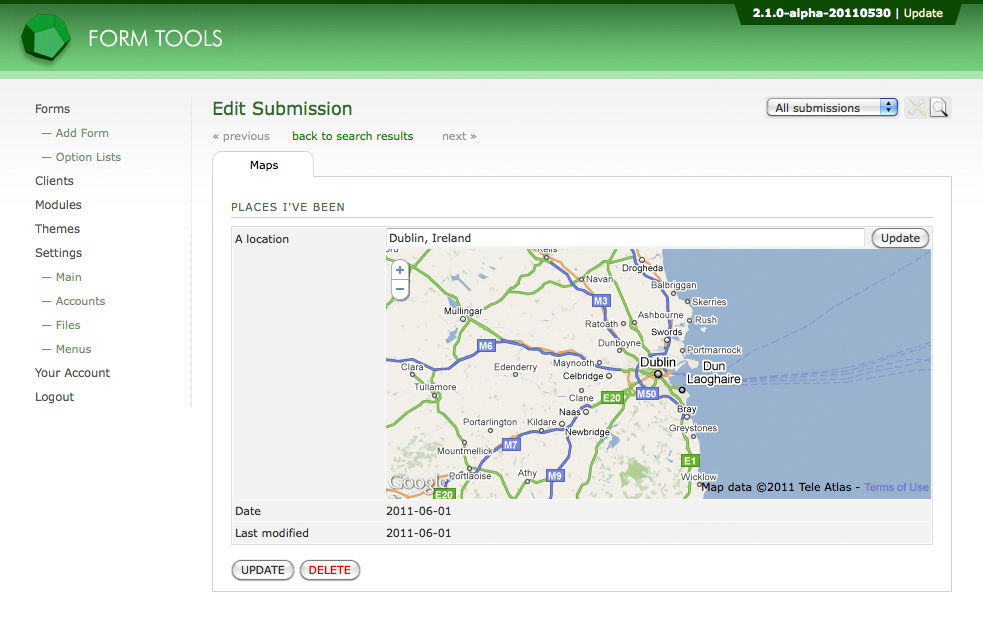 2.1.0-alpha-20110530 | Update
FORM TOOLS
Forms
— Add Form
— Option Lists
Clients
Modules
Themes
Settings
— Main
— Accounts
— Files
— Menus
Your Account
Logout
Edit Submission
All submissions
« previous back to search results next »
Maps
PLACES I'VE BEEN
A location
Dublin, Ireland
Update
+
−
Kells
Drogheda
Navan
Balbriggan
M3
Skerries
Mullingar
Ashbourne
Rush
Ratoath
Swords
M6
Dunboyne
Portmarnock
Clara
Edenderry
Maynooth
Dublin
Dun
Laoghaire
Celbridge
Tullamore
Clane
E20
M50
Naas
Bray
Portarlington
Kildare
Newbridge
Greystones
M7
Mountmellick
E1
Portlaoise
Athy
M9
Wicklow
Google
E20
Map data ©2011 Tele Atlas - Terms of Use
Date 2011-06-01
Last modified 2011-06-01
UPDATE DELETE